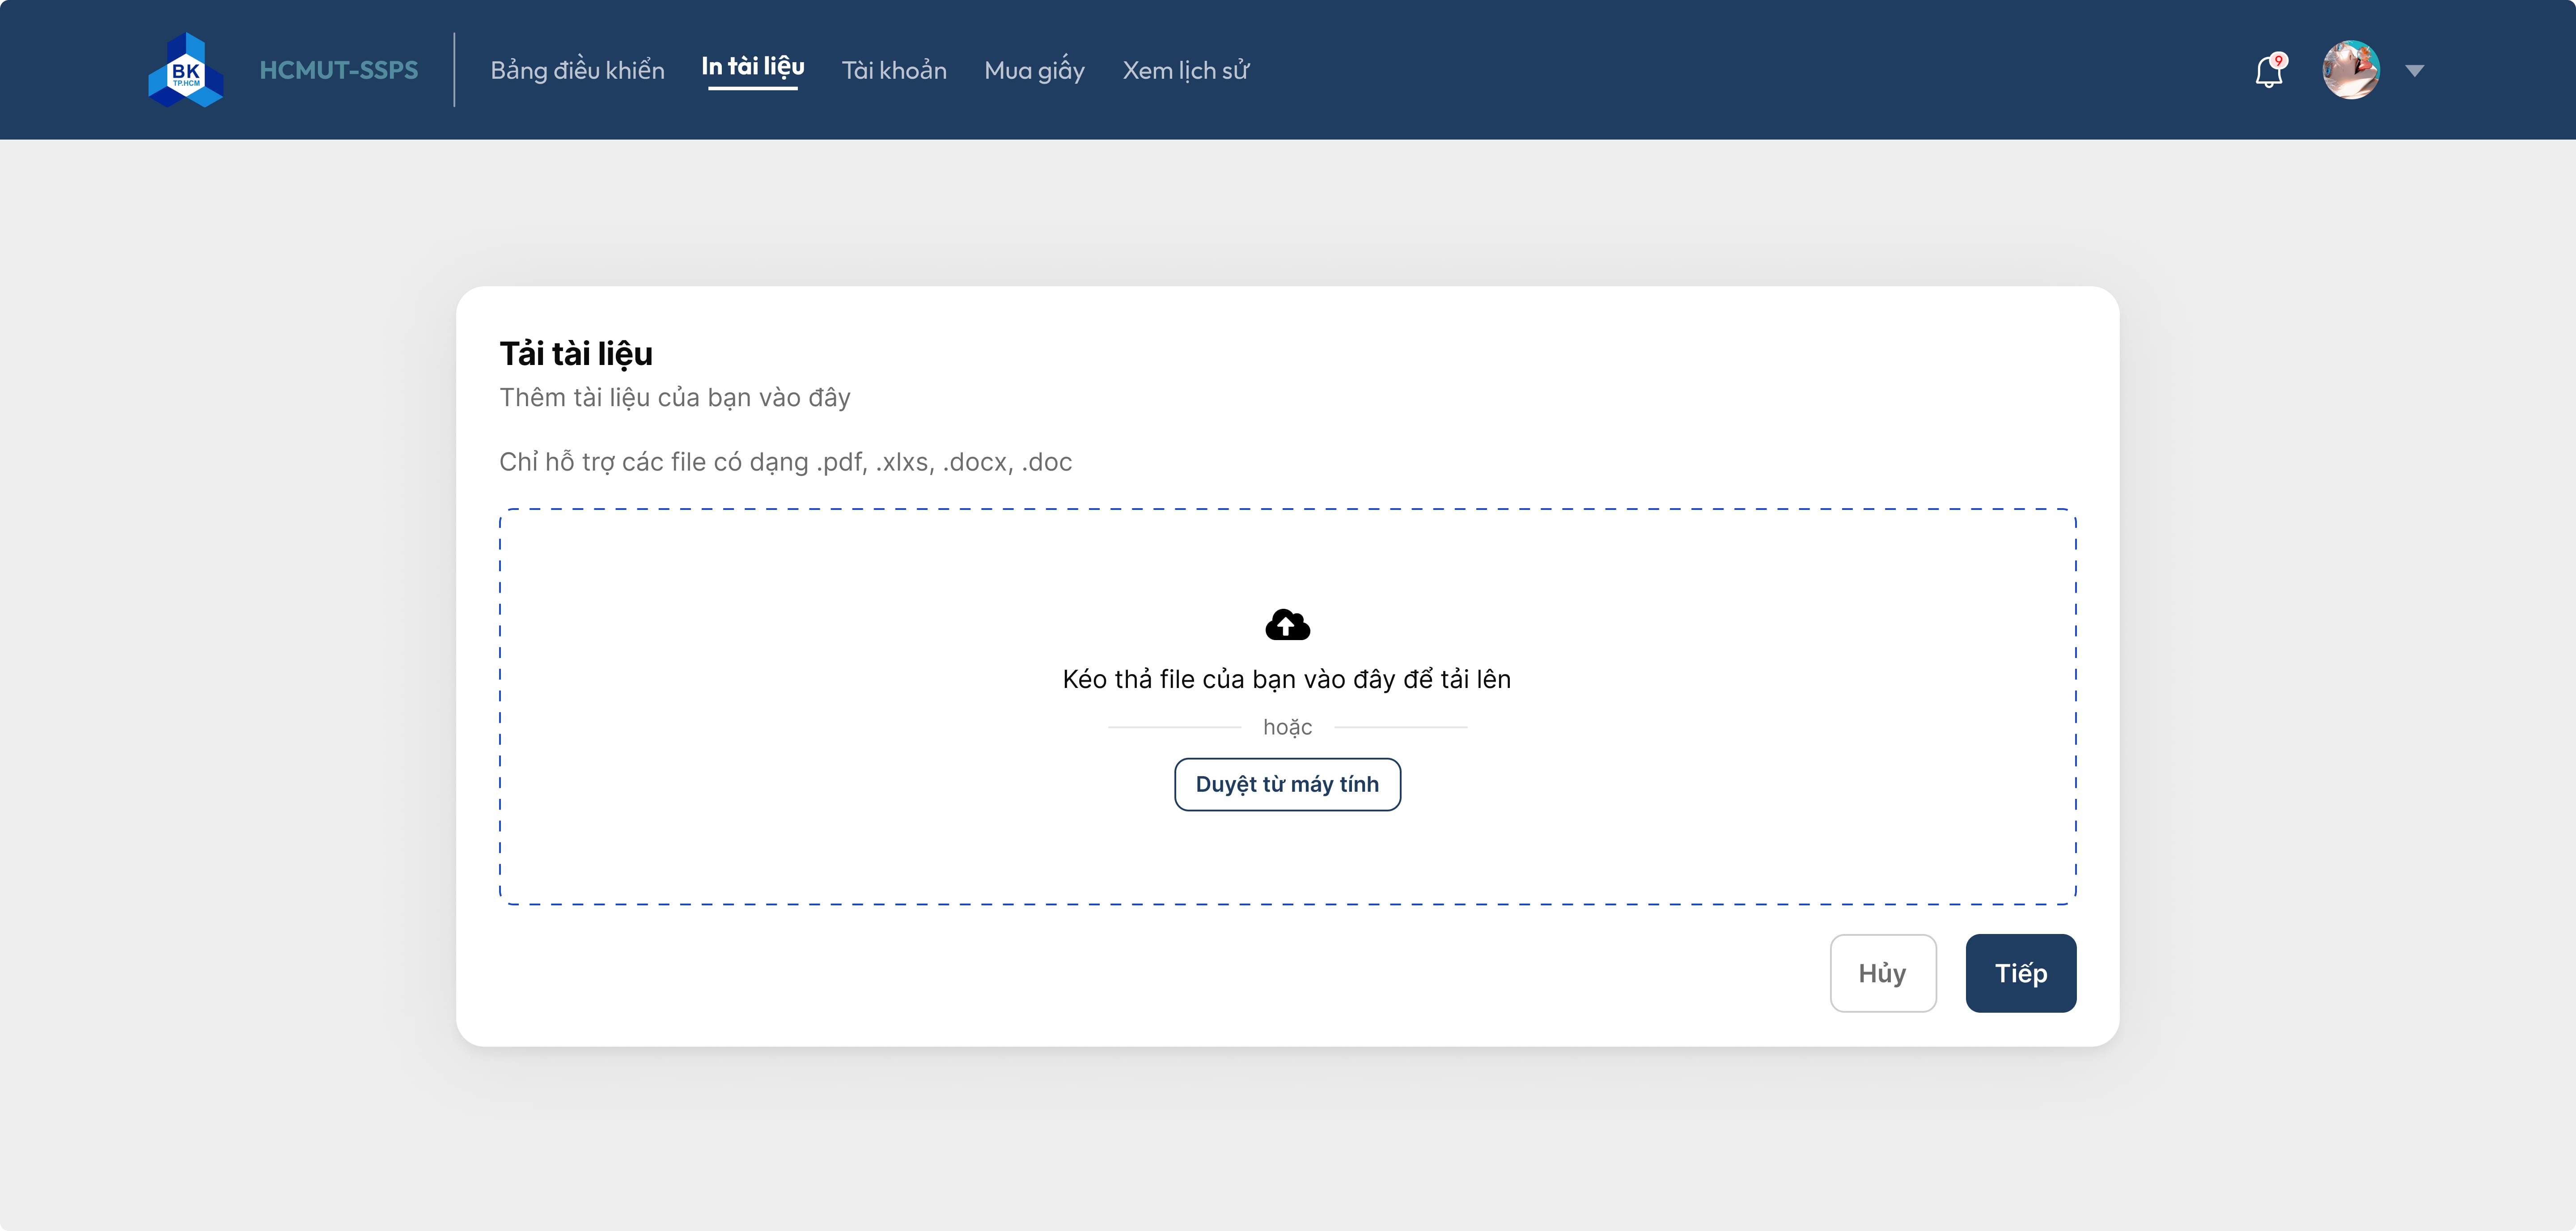 BK
TP.HCM
HCMUT-SSPS
Bảng điều khiển
In tài liệu
Tài khoản
Mua giấy
Xem lịch sử
9
Tải tài liệu
Thêm tài liệu của bạn vào đây
Chỉ hỗ trợ các file có dạng .pdf, .xlxs, .docx, .doc
Kéo thả file của bạn vào đây để tải lên
hoặc
Duyệt từ máy tính
Hủy
Tiếp